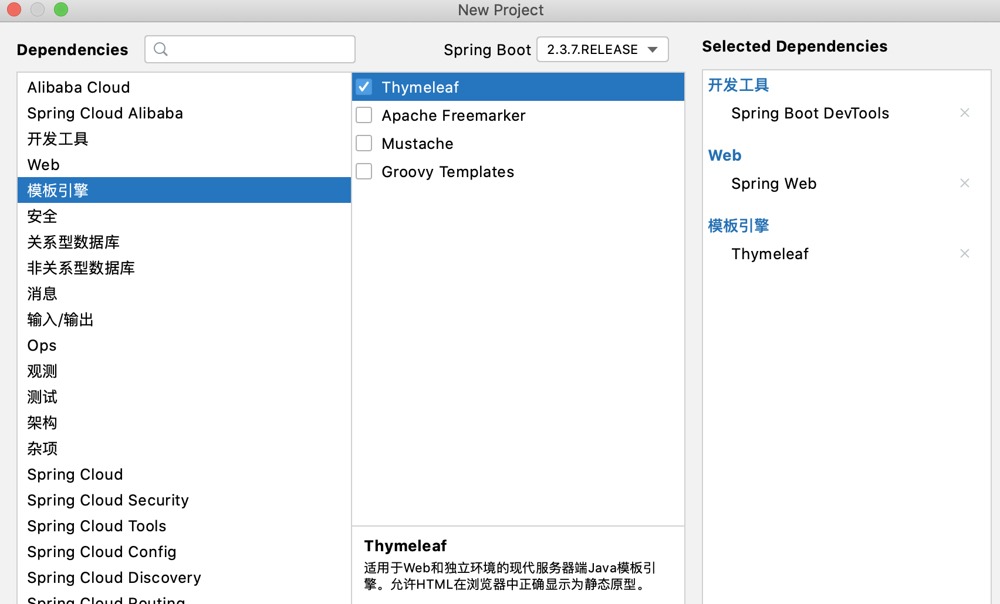 New Project
Dependencies
Spring Boot
2.3.7.RELEASE
Selected Dependencies
Alibaba Cloud
Spring Cloud Alibaba
开发工具
Web
模板引擎
安全
关系型数据库
非关系型数据库
消息
输入/输出
Ops
观测
测试
架构
杂项
Spring Cloud
Spring Cloud Security
Spring Cloud Tools
Spring Cloud Config
Spring Cloud Discovery
Spring Cloud Routing
Thymeleaf
Apache Freemarker
Mustache
Groovy Templates
Thymeleaf
适用于Web和独立环境的现代服务器端Java模板引
擎。允许HTML在浏览器中正确显示为静态原型。
开发工具
Spring Boot DevTools
Web
Spring Web
模板引擎
Thymeleaf